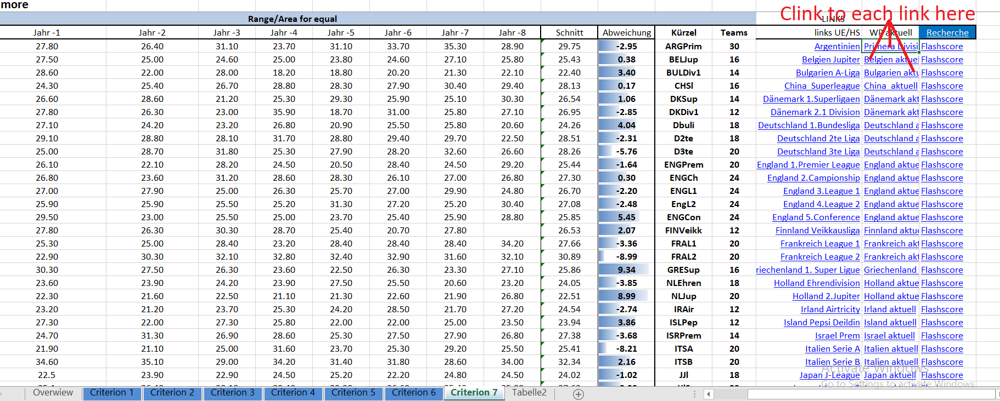 more
Clink to each link here
Range/Area for equal LINKS
Jahr -1 Jahr -2 Jahr -3 Jahr -4 Jahr -5 Jahr -6 Jahr -7 Jahr -8 Schnitt Abweichung Kürzel Teams links UE/HS WP aktuell Recherche
27.80 26.40 31.10 23.70 31.10 33.70 35.30 28.90 29.75 -2.95 ARGPrim 30 Argentinien Primera Divisi Flashscore
27.50 25.00 24.60 25.00 23.80 24.60 27.10 25.80 25.43 0.38 BELJup 16 Belgien Jupiter Belgien aktuel Flashscore
28.60 22.00 28.00 18.20 18.80 20.20 21.30 22.10 22.40 3.40 BULDiv1 14 Bulgarien A-Liga Bulgarien aktu Flashscore
24.30 25.40 26.70 28.80 28.30 27.90 30.40 29.40 28.13 0.17 CHSl 16 China Superleague China aktuell Flashscore
26.60 28.60 21.20 25.30 29.30 25.90 25.10 30.30 26.54 1.06 DKSup 14 Dänemark 1.Superligaen Dänemark akt Flashscore
27.80 26.30 23.00 35.90 18.70 31.00 25.80 27.10 26.95 -2.85 DKDiv1 12 Dänemark 2.1 Division Dänemark akt Flashscore
27.10 24.20 23.20 26.80 20.90 25.50 25.80 20.60 24.26 4.04 Dbuli 18 Deutschland 1.Bundesliga Deutschland a Flashscore
29.10 28.80 28.10 31.70 28.80 29.40 29.70 22.50 28.51 -2.31 D2te 18 Deutschland 2te Liga Deutschland a Flashscore
25.00 28.70 31.80 25.30 27.90 28.20 32.60 26.60 28.26 -5.76 D3te 20 Deutschland 3te Liga Deutschland a Flashscore
26.10 22.10 28.20 24.50 20.50 28.40 24.50 29.20 25.44 -1.64 ENGPrem 20 England 1.Premier League England aktue Flashscore
26.80 23.60 31.20 28.60 28.30 26.10 27.00 26.80 27.30 0.30 ENGCh 24 England 2.Campionship England aktue Flashscore
27.00 27.90 25.00 26.30 25.70 27.00 29.90 24.80 26.70 -2.20 ENGL1 24 England 3.League 1 England aktue Flashscore
25.90 25.90 25.50 25.20 31.30 27.20 25.20 30.40 27.08 -2.48 EngL2 24 England 4.League 2 England aktue Flashscore
29.50 23.00 25.50 25.00 23.70 25.40 25.90 28.80 25.85 5.45 ENGCon 24 England 5.Conference England aktue Flashscore
27.80 26.30 30.30 28.70 25.40 20.70 27.80 26.53 2.07 FINVeikk 12 Finnland Veikkausliga Finnland aktu Flashscore
25.30 25.00 28.40 23.20 28.40 28.40 28.40 34.20 27.66 -3.36 FRAL1 20 Frankreich League 1 Frankreich akt Flashscore
22.90 30.30 32.10 32.80 32.40 32.90 31.60 32.10 30.89 -8.99 FRAL2 20 Frankreich League 2 Frankreich akt Flashscore
30.30 27.50 26.30 23.60 22.50 26.30 23.30 27.10 25.86 9.34 GRESup 16 riechenland 1. Super Ligue Griechenland Flashscore
23.60 23.90 24.20 23.90 27.50 25.50 20.60 23.20 24.05 -3.85 NLEhren 18 Holland Ehrendivision Holland aktue Flashscore
22.30 21.60 22.50 21.10 21.30 22.60 21.90 26.80 22.51 8.99 NLJup 20 Holland 2.Jupiter Holland aktue Flashscore
23.20 21.20 23.70 25.30 24.20 28.50 21.70 27.20 24.54 -2.74 IRAir 12 Irland Airtricity Irland aktuell Flashscore
27.30 22.00 27.30 25.80 22.00 22.00 25.00 23.50 23.94 3.86 ISLPep 12 Island Pepsi Deildin Island aktuell Flashscore
24.70 31.30 26.90 28.60 25.30 27.50 27.90 26.80 27.38 -3.68 ISRPrem 14 Israel Prem Israel aktuell Flashscore
21.90 21.10 25.00 31.60 23.70 25.30 29.20 25.50 25.41 -8.21 ITSA 20 Italien Serie A Italien aktuell Flashscore
34.60 35.10 29.00 34.20 31.40 31.80 28.60 34.00 32.34 2.16 ITSB 20 Italien Serie B Italien aktuell Flashscore
22.5 23.90 22.90 24.50 25.20 22.20 24.80 24.50 24.02 -1.02 JJl 18 Japan J-League Japan aktuell Flashscore
Activate Windows
Go to Settings to activate Windows.
Overwiew Criterion 1 Criterion 2 Criterion 3 Criterion 4 Criterion 5 Criterion 6 Criterion 7 Tabelle2